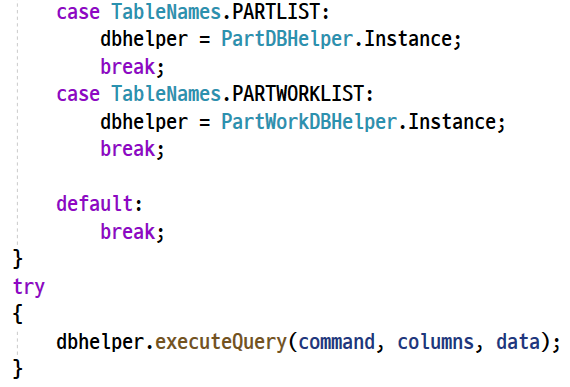 case TableNames.PARTLIST:
dbhelper = PartDBHelper.Instance;
break;
case TableNames.PARTWORKLIST:
dbhelper = PartWorkDBHelper.Instance;
break;
default:
break;
}
try
{
dbhelper.executeQuery(command, columns, data);
}